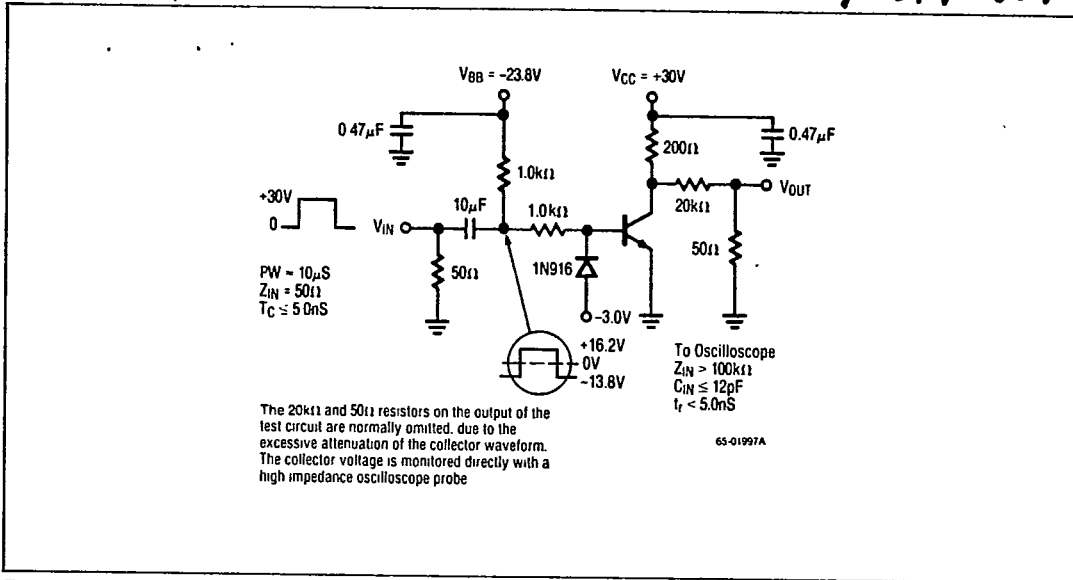 VBB = -23.8V
VCC = +30V
0.47µF
0.47µF
200Ω
1.0kΩ
VOUT
20kΩ
+30V
0
VIN
10µF
1.0kΩ
50Ω
50Ω
1N916
PW = 10µS
ZIN = 50Ω
TC ≤ 5.0nS
-3.0V
+16.2V
0V
-13.8V
To Oscilloscope
ZIN > 100kΩ
CIN ≤ 12pF
tr < 5.0nS
65-01997A
The 20kΩ and 50Ω resistors on the output of the
test circuit are normally omitted. due to the
excessive attenuation of the collector waveform.
The collector voltage is monitored directly with a
high impedance oscilloscope probe